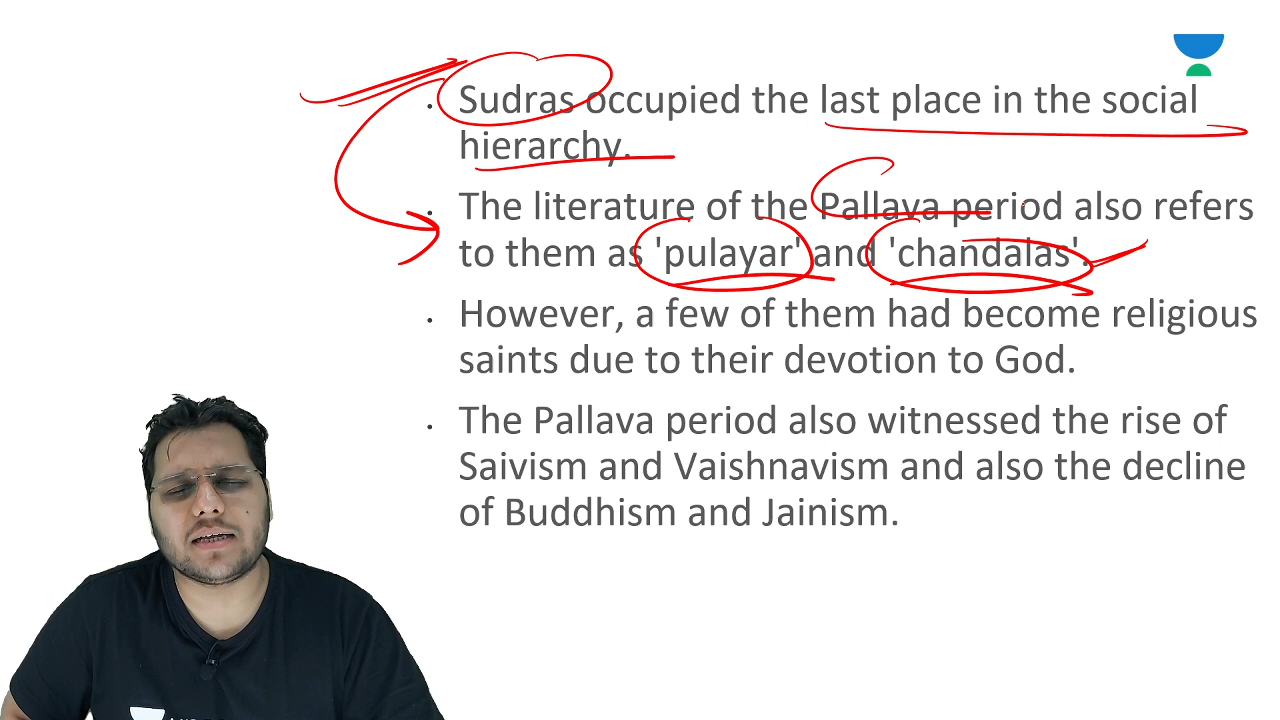 Sudras occupied the last place in the social
hierarchy.
The literature of the Pallava period also refers
to them as 'pulayar' and 'chandalas'.
However, a few of them had become religious
saints due to their devotion to God.
The Pallava period also witnessed the rise of
Saivism and Vaishnavism and also the decline
of Buddhism and Jainism.